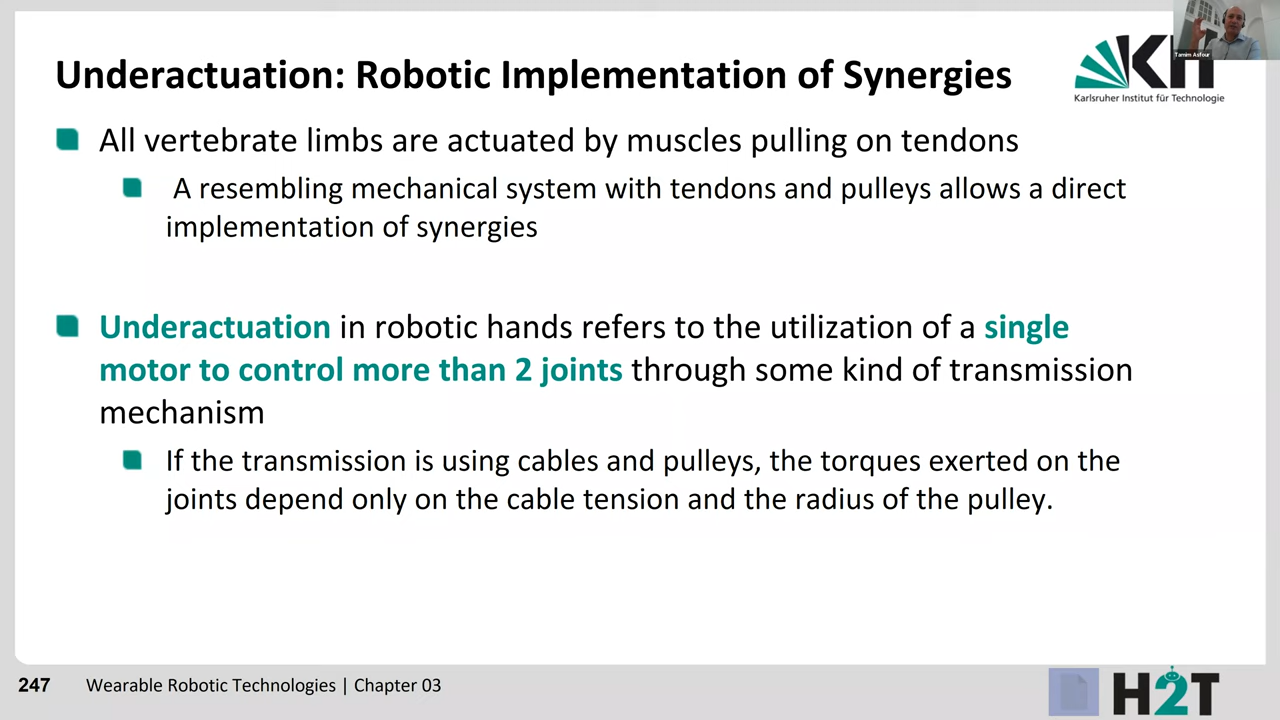 Underactuation: Robotic Implementation of Synergies
Tamim Asfour
KIT
Karlsruher Institut für Technologie
All vertebrate limbs are actuated by muscles pulling on tendons
A resembling mechanical system with tendons and pulleys allows a direct
implementation of synergies
Underactuation in robotic hands refers to the utilization of a single
motor to control more than 2 joints through some kind of transmission
mechanism
If the transmission is using cables and pulleys, the torques exerted on the
joints depend only on the cable tension and the radius of the pulley.
247 Wearable Robotic Technologies | Chapter 03
H2T